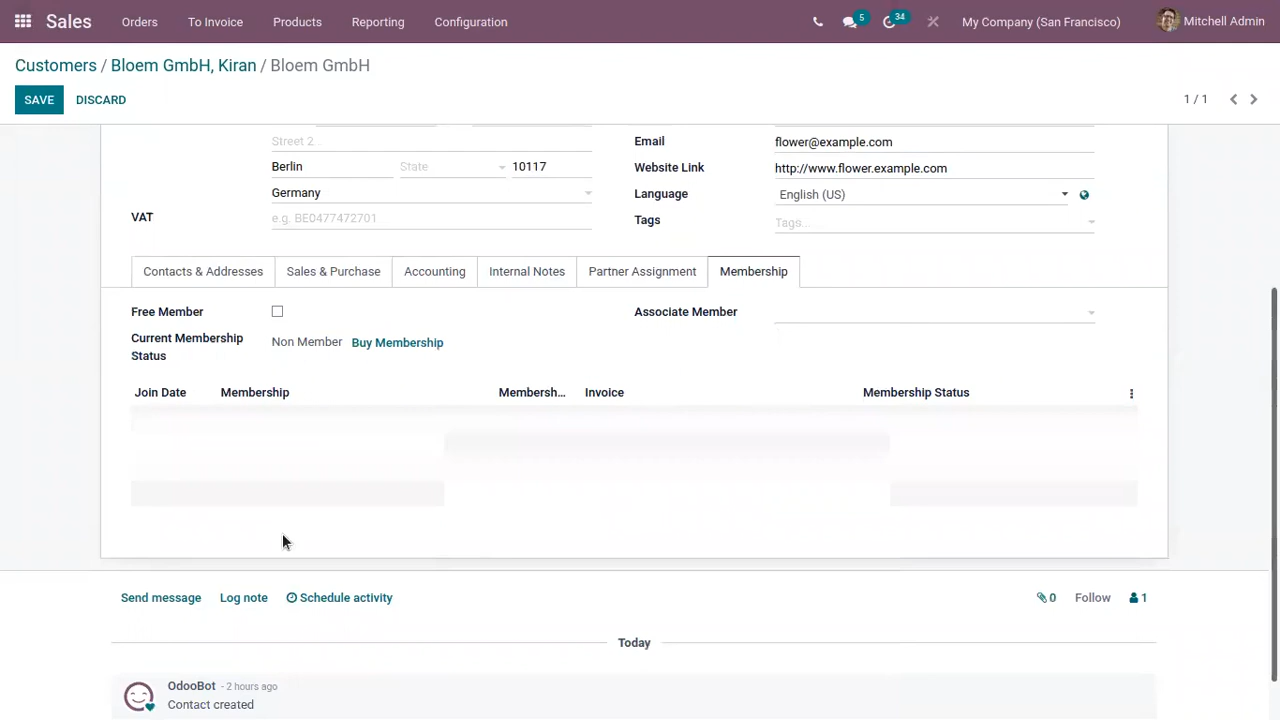 Sales Orders To Invoice Products Reporting Configuration 5 34 My Company (San Francisco) Mitchell Admin
Customers / Bloem GmbH, Kiran / Bloem GmbH
SAVE DISCARD 1 / 1
Street 2... Email flower@example.com
Berlin State 10117 Website Link http://www.flower.example.com
Germany Language English (US)
VAT e.g. BE0477472701 Tags Tags...
Contacts & Addresses Sales & Purchase Accounting Internal Notes Partner Assignment Membership
Free Member Associate Member
Current Membership
Status Non Member Buy Membership
Join Date Membership Membersh... Invoice Membership Status
Send message Log note Schedule activity 0 Follow 1
Today
OdooBot - 2 hours ago
Contact created